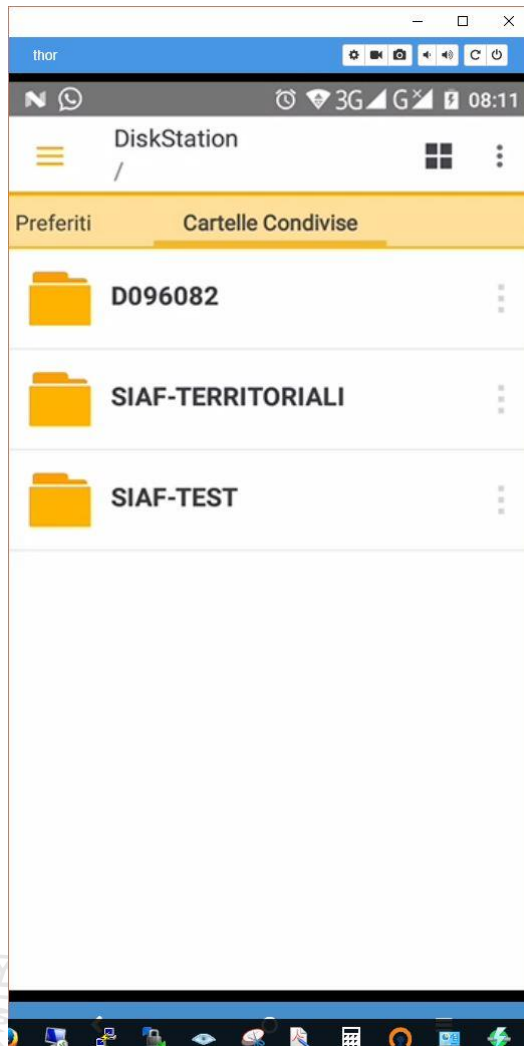 thor
3G G 08:11
DiskStation
/
Preferiti Cartelle Condivise
D096082
SIAF-TERRITORIALI
SIAF-TEST